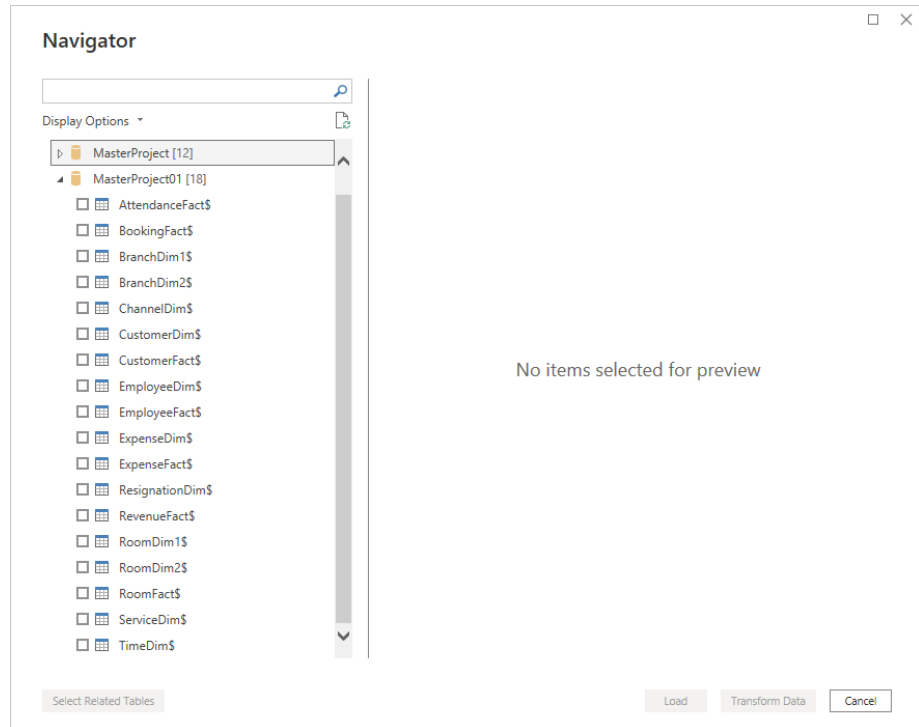 Navigator
Display Options
MasterProject [12]
MasterProject01 [18]
AttendanceFact$
BookingFact$
BranchDim1$
BranchDim2$
ChannelDim$
CustomerDim$
CustomerFact$
EmployeeDim$
EmployeeFact$
ExpenseDim$
ExpenseFact$
ResignationDim$
RevenueFact$
RoomDim1$
RoomDim2$
RoomFact$
ServiceDim$
TimeDim$
No items selected for preview
Select Related Tables
Load
Transform Data
Cancel